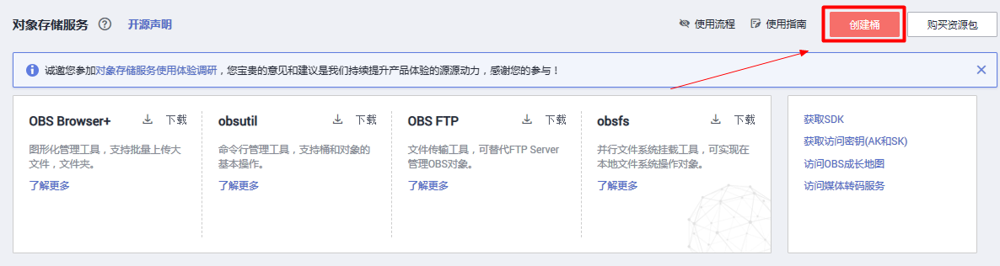 对象存储服务 ? 开源声明 使用流程 使用指南 创建桶 购买资源包
诚邀您参加对象存储服务使用体验调研，您宝贵的意见和建议是我们持续提升产品体验的源源动力，感谢您的参与！
OBS Browser+ 下载
图形化管理工具，支持批量上传大
文件，文件夹。
了解更多
obsutil 下载
命令行管理工具，支持桶和对象的
基本操作。
了解更多
OBS FTP 下载
文件传输工具，可替代FTP Server
管理OBS对象。
了解更多
obsfs 下载
并行文件系统挂载工具，可实现在
本地文件系统操作对象。
了解更多
获取SDK
获取访问密钥(AK和SK)
访问OBS成长地图
访问媒体转码服务